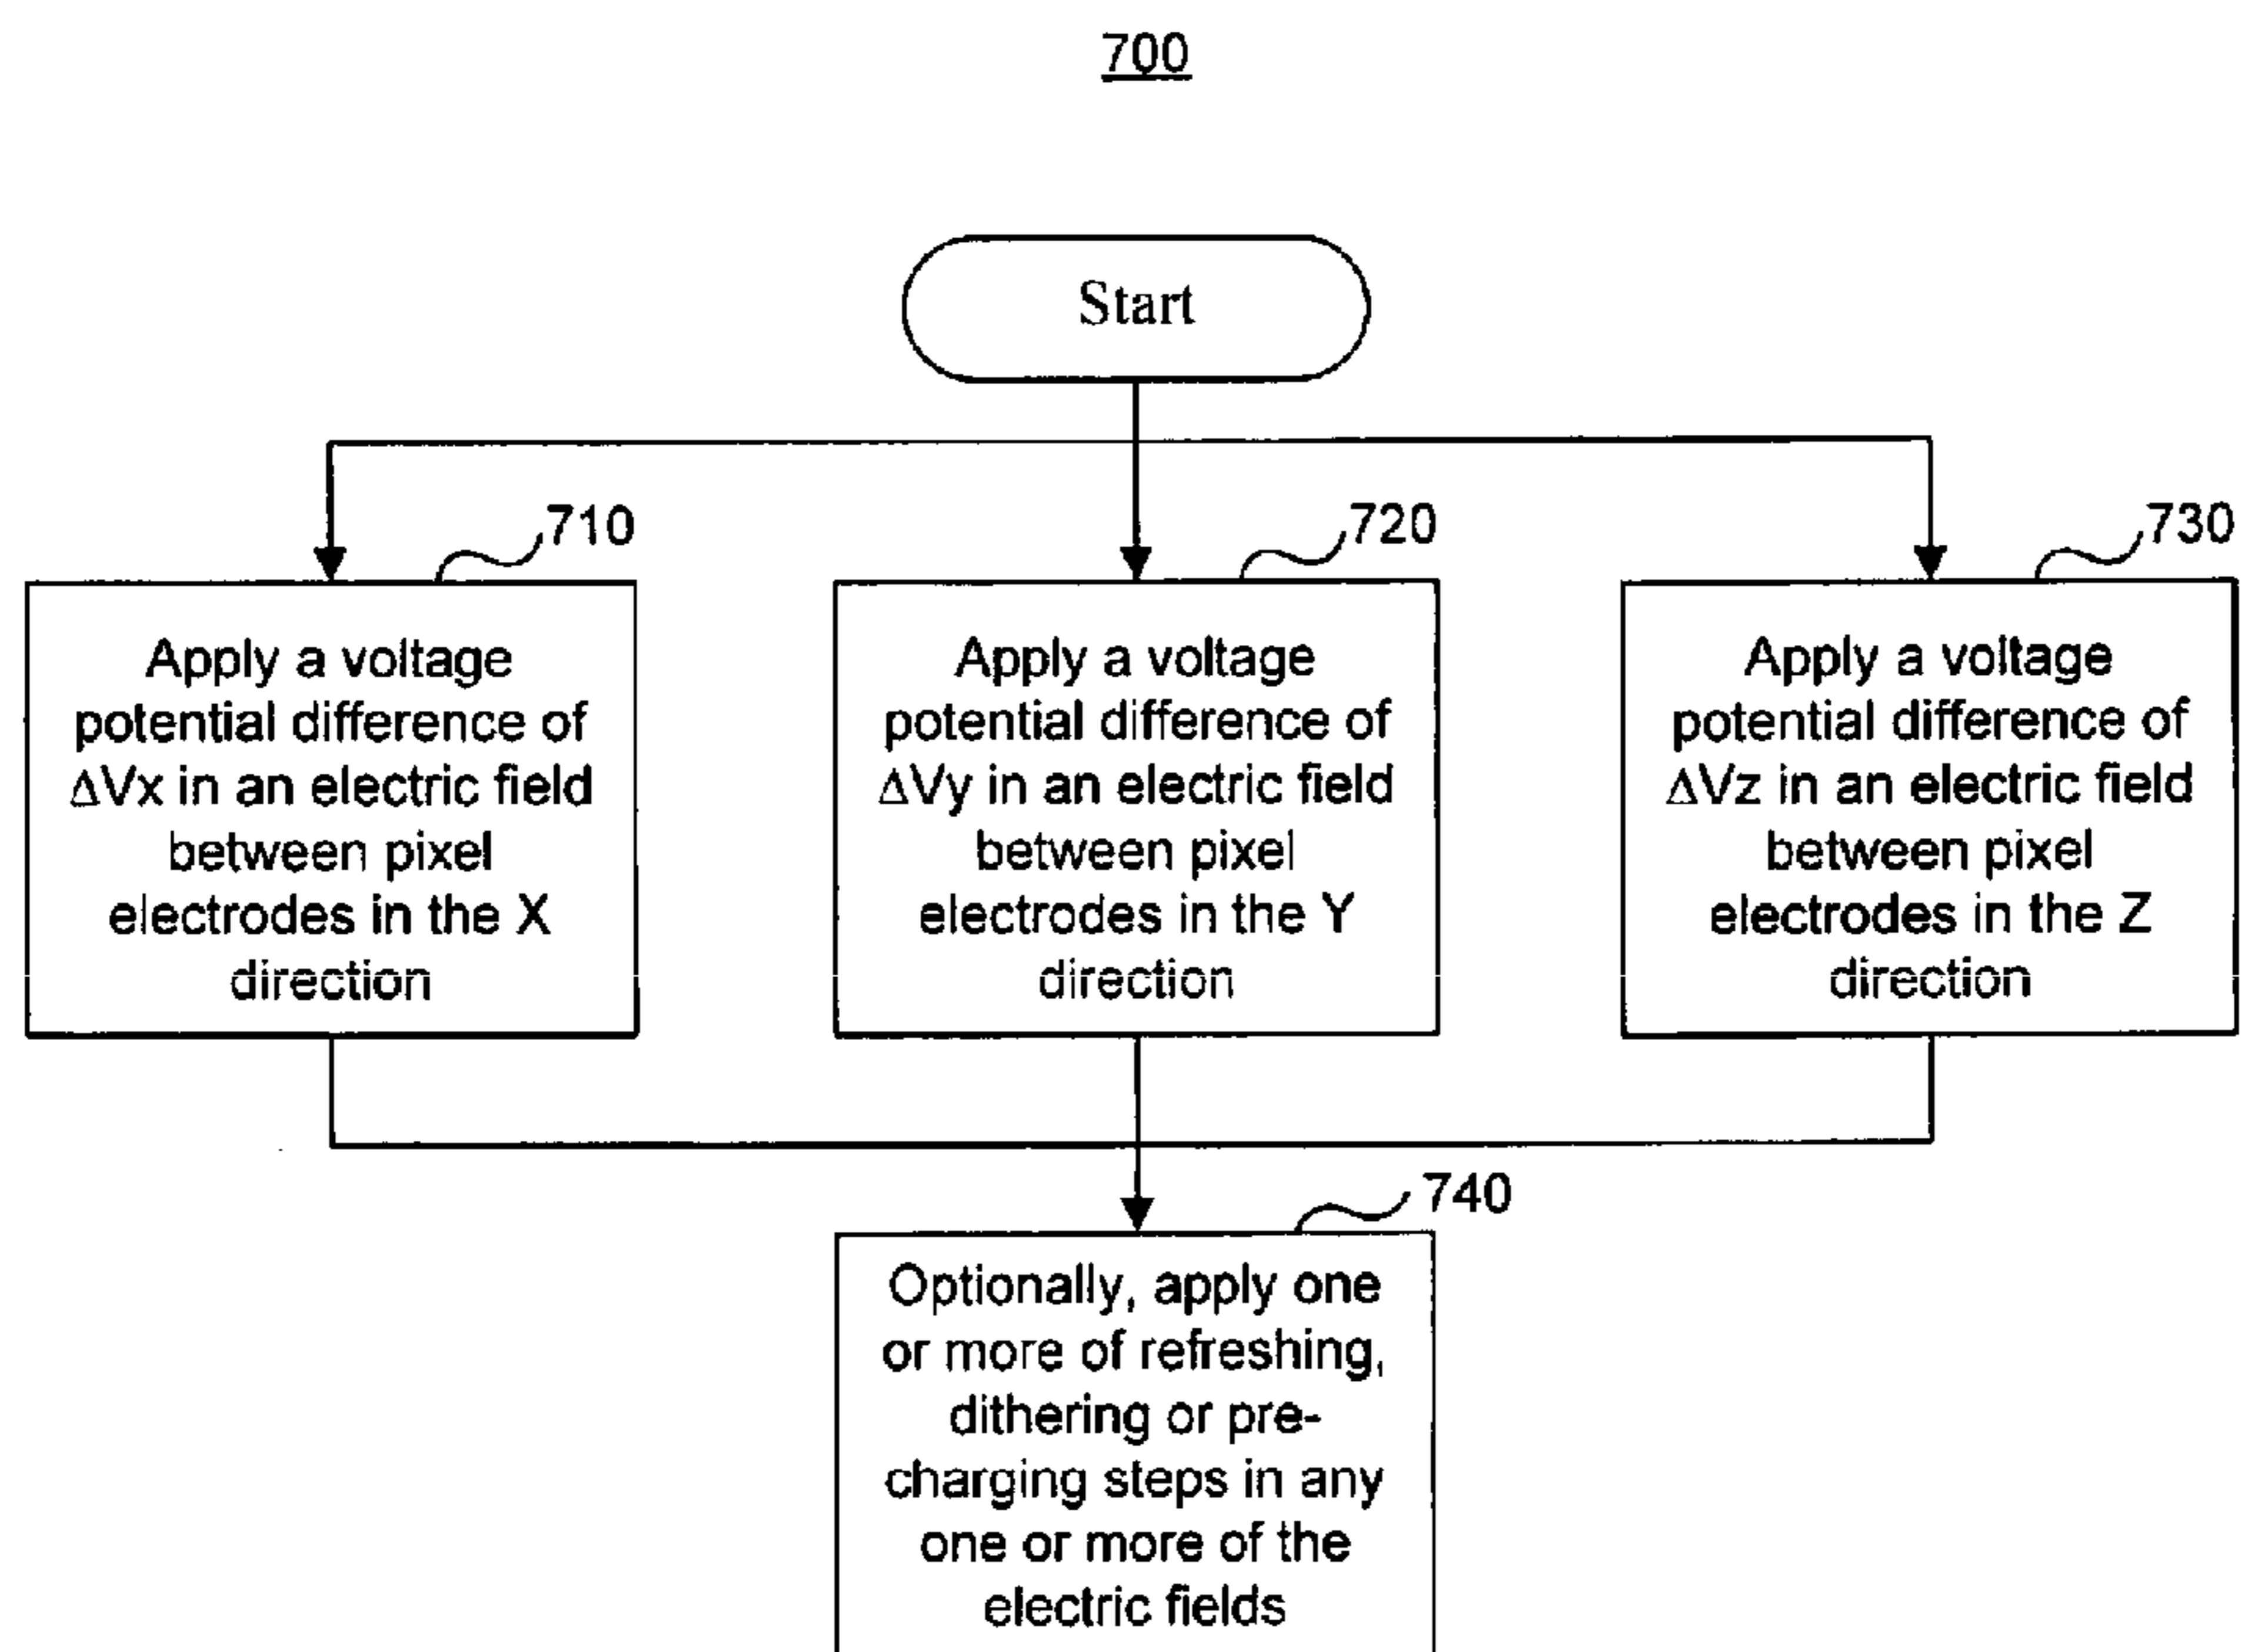 700
Start
710
Apply a voltage
potential difference of
ΔVx in an electric field
between pixel
electrodes in the X
direction
720
Apply a voltage
potential difference of
ΔVy in an electric field
between pixel
electrodes in the Y
direction
730
Apply a voltage
potential difference of
ΔVz in an electric field
between pixel
electrodes in the Z
direction
740
Optionally, apply one
or more of refreshing,
dithering or pre-
charging steps in any
one or more of the
electric fields